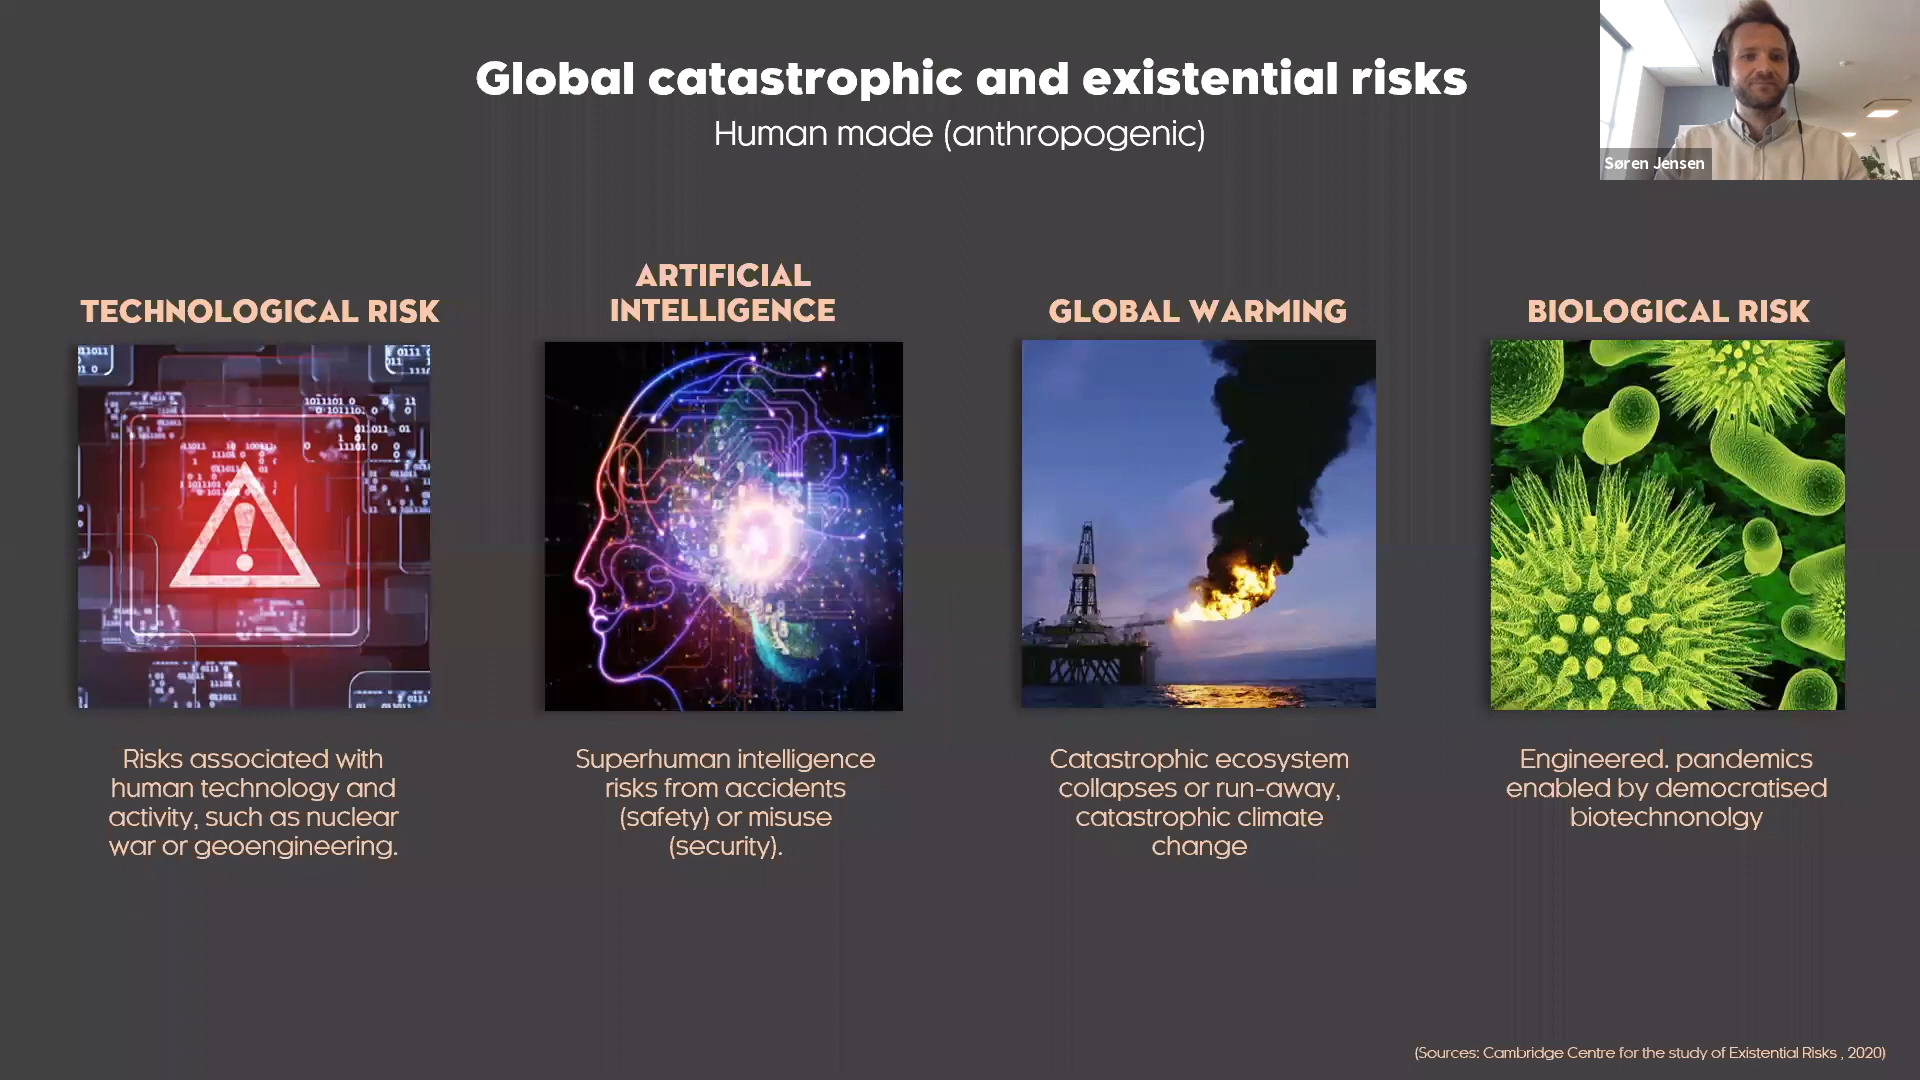 Global catastrophic and existential risks
Human made (anthropogenic)
Søren Jensen
TECHNOLOGICAL RISK
Risks associated with
human technology and
activity, such as nuclear
war or geoengineering.
ARTIFICIAL
INTELLIGENCE
Superhuman intelligence
risks from accidents
(safety) or misuse
(security).
GLOBAL WARMING
Catastrophic ecosystem
collapses or run-away,
catastrophic climate
change
BIOLOGICAL RISK
Engineered. pandemics
enabled by democratised
biotechnonolgy
(Sources: Cambridge Centre for the study of Existential Risks , 2020)